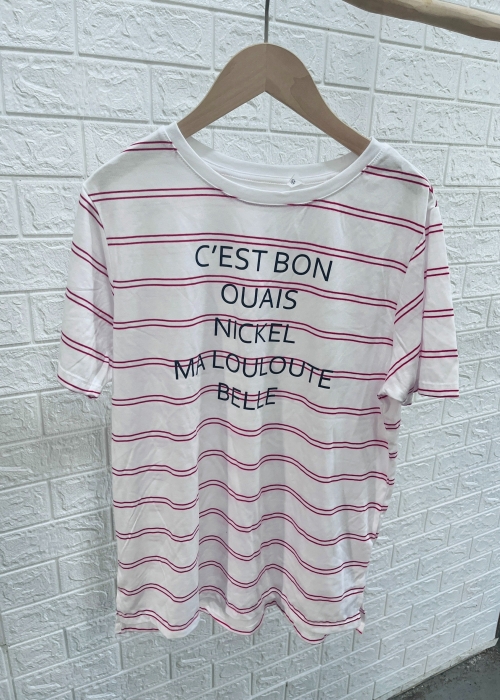 C'EST BON
OUAIS
NICKEL
MA LOULOUTE
BELLE